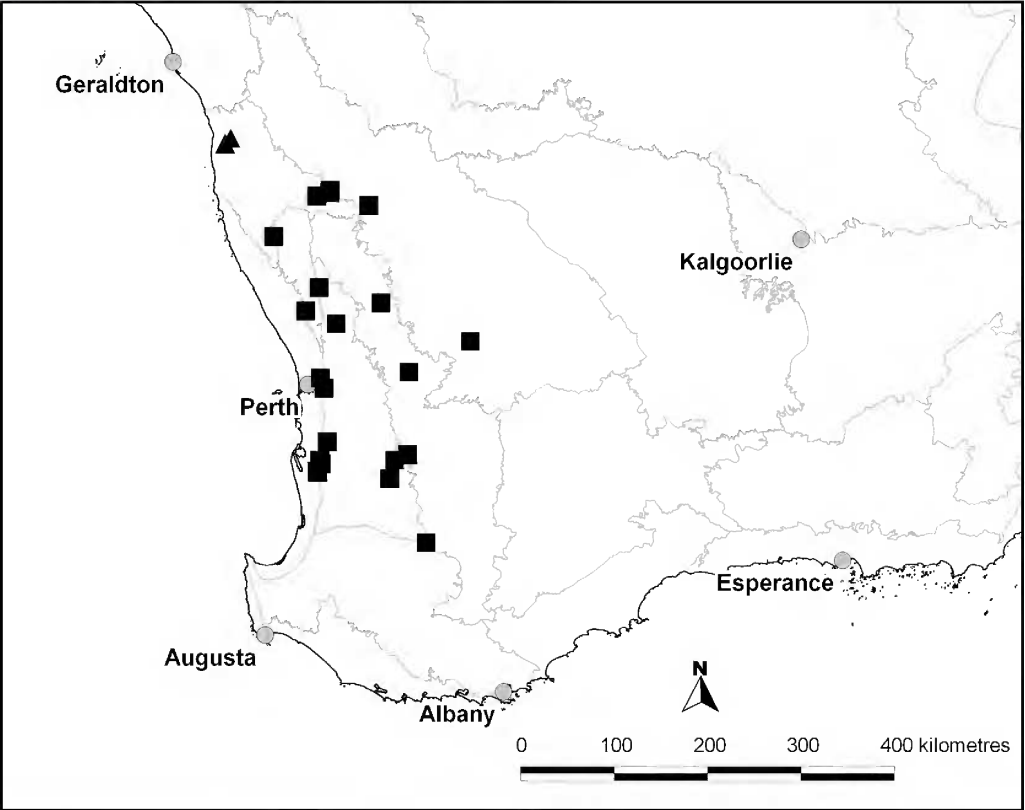 Geraldton
Kalgoorlie
Perth
Esperance
Augusta
N
Albany
0 100 200 300 400 kilometres